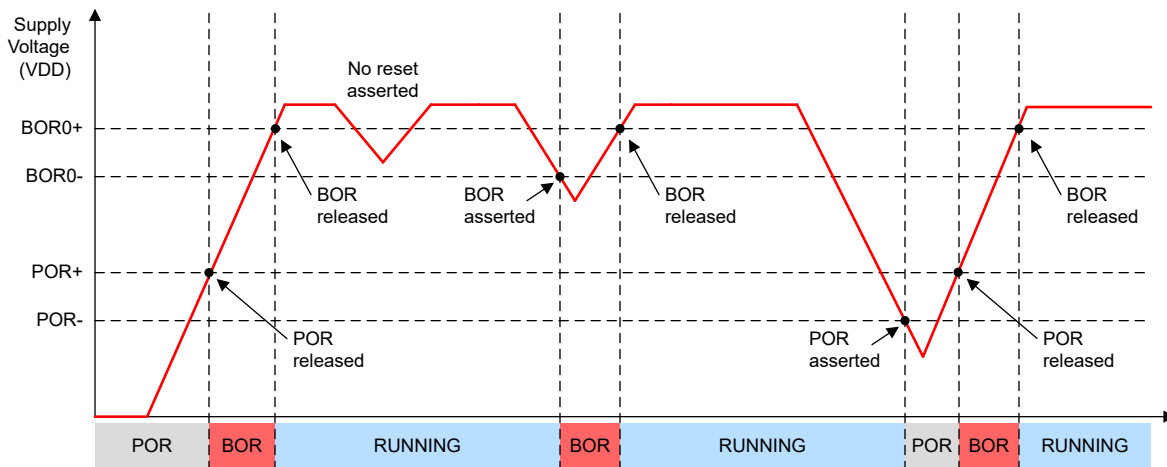 Supply
Voltage
(VDD)
No reset
asserted
BOR0+
BOR0-
BOR
released
BOR
asserted
BOR
released
BOR
released
POR+
POR-
POR
released
POR
asserted
POR
released
POR BOR RUNNING BOR RUNNING POR BOR RUNNING